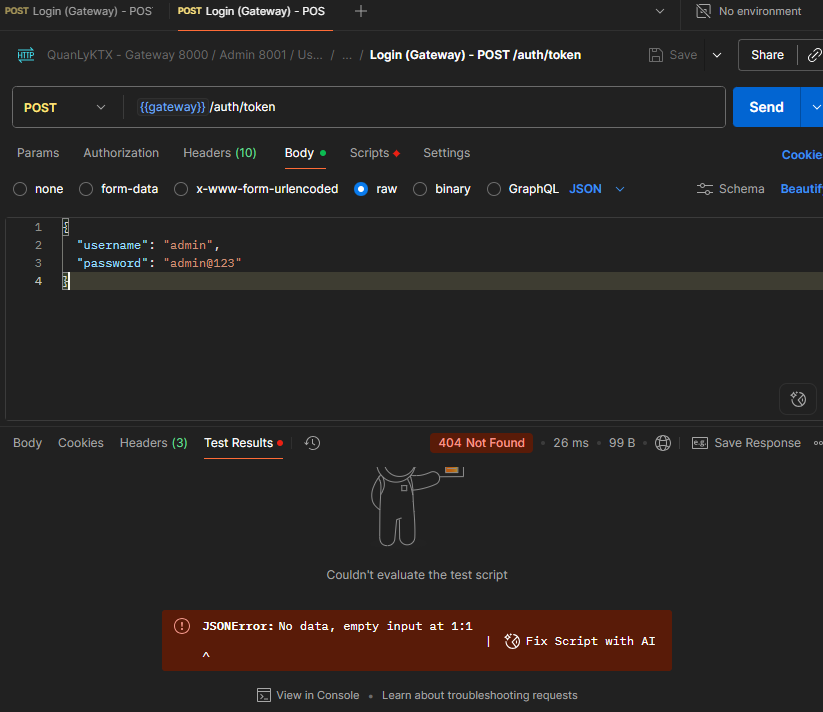 POST Login (Gateway) - POS
POST Login (Gateway) - POS
No environment
HTTP QuanLyKTX - Gateway 8000 / Admin 8001 / Us... / ... / Login (Gateway) - POST /auth/token
Save
Share
POST
{{gateway}} /auth/token
Send
Params Authorization Headers (10) Body Scripts Settings
Cookie
none form-data x-www-form-urlencoded raw binary GraphQL JSON
Schema Beautif
1 {
2 "username": "admin",
3 "password": "admin@123"
4 }
Body Cookies Headers (3) Test Results
404 Not Found • 26 ms • 99 B •
e.g. Save Response
Couldn't evaluate the test script
JSONError: No data, empty input at 1:1
| Fix Script with AI
^
View in Console • Learn about troubleshooting requests